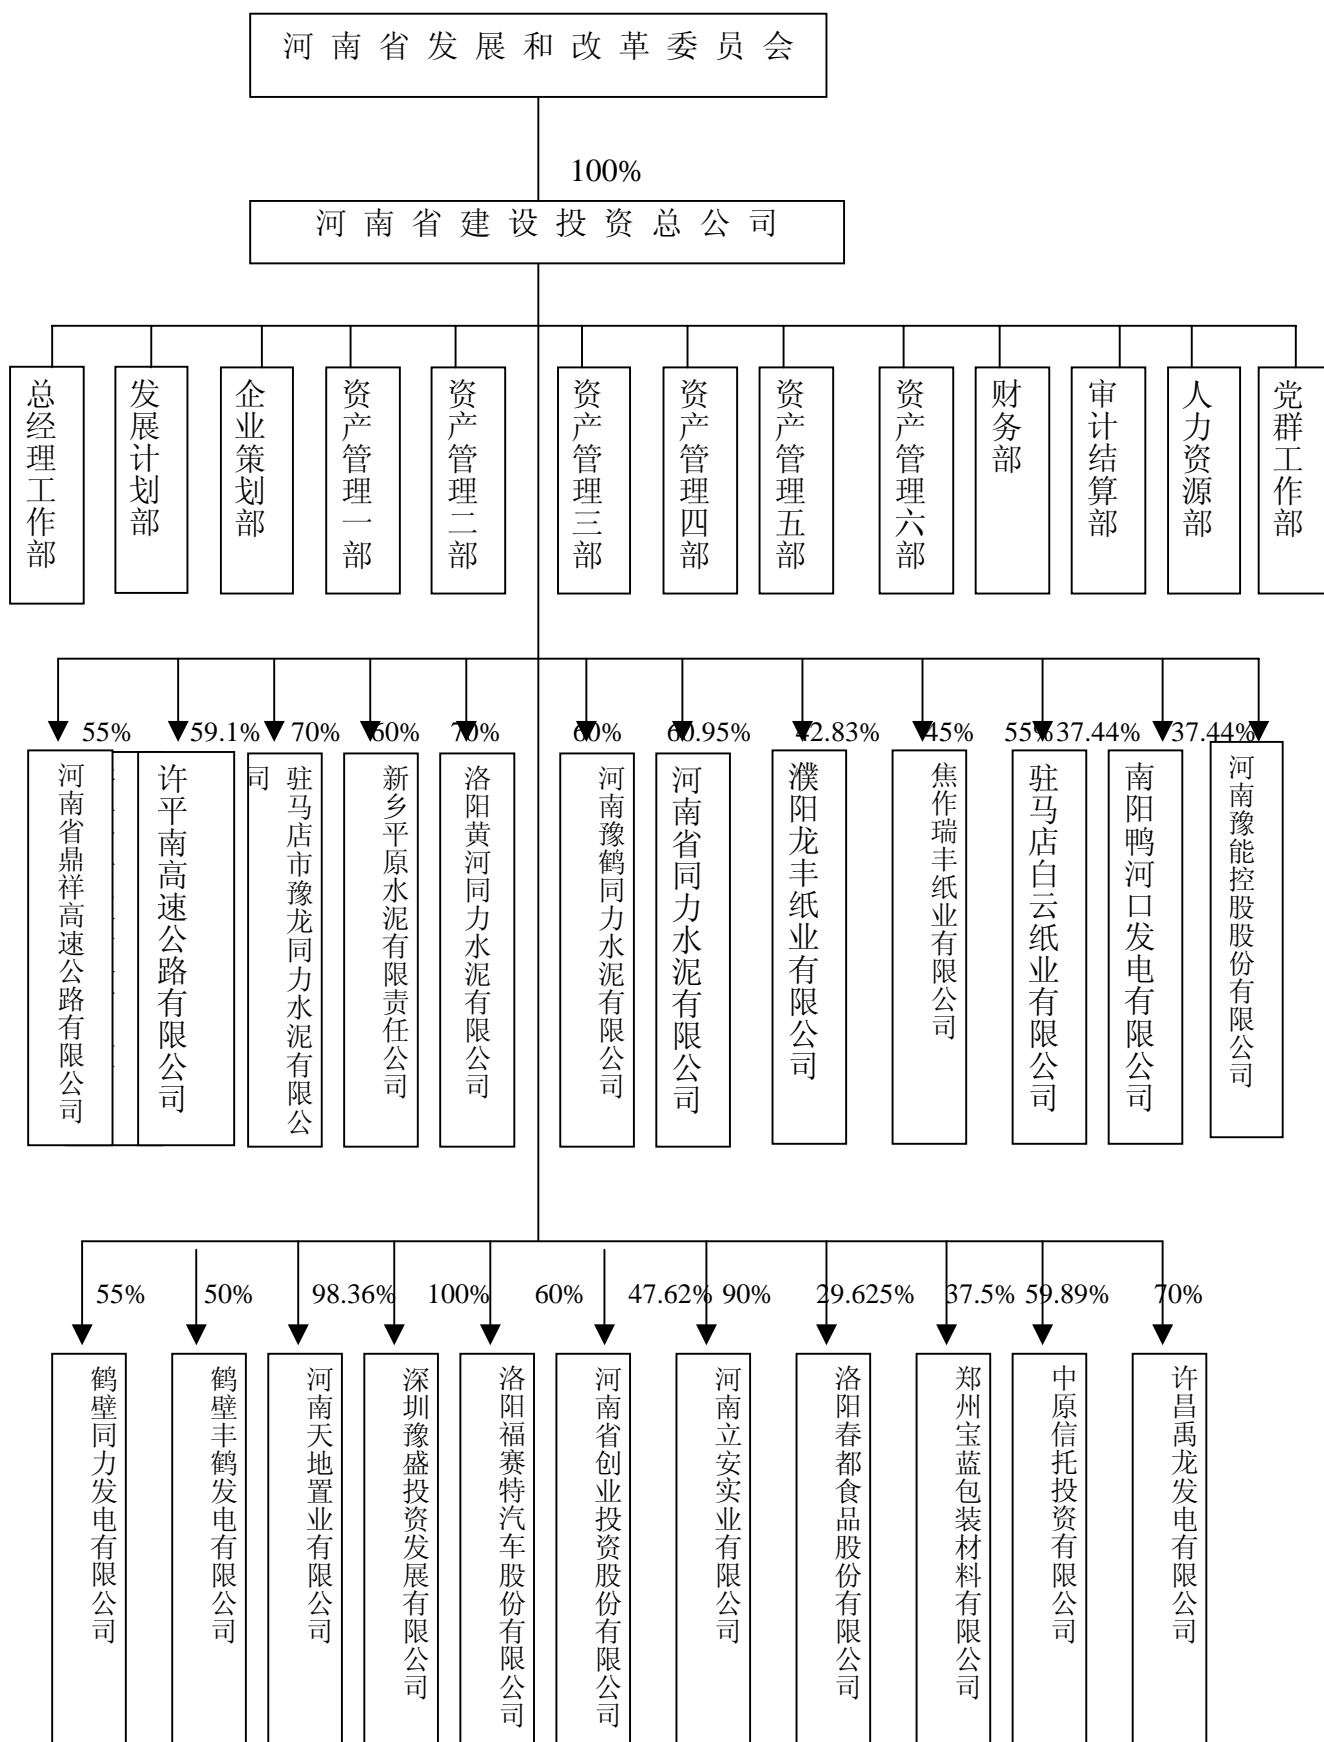 河南省发展和改革委员会
100%
河南省建设投资总公司
总经理工作部
发展计划部
企业策划部
资产管理一部
资产管理二部
资产管理三部
资产管理四部
资产管理五部
资产管理六部
财务部
审计结算部
人力资源部
党群工作部
55%
59.1%
70%
60%
70%
60%
60.95%
42.83%
45%
55%
37.44%
37.44%
河南省鼎祥高速公路有限公司
许平南高速公路有限公司
驻马店市豫龙同力水泥有限公
司
新乡平原水泥有限责任公司
洛阳黄河同力水泥有限公司
河南豫鹤同力水泥有限公司
河南省同力水泥有限公司
濮阳龙丰纸业有限公司
焦作瑞丰纸业有限公司
驻马店白云纸业有限公司
南阳鸭河口发电有限公司
河南豫能控股股份有限公司
55%
50%
98.36%
100%
60%
47.62%
90%
29.625%
37.5%
59.89%
70%
鹤壁同力发电有限公司
鹤壁丰鹤发电有限公司
河南天地置业有限公司
深圳豫盛投资发展有限公司
洛阳福赛特汽车股份有限公司
河南省创业投资股份有限公司
河南立安实业有限公司
洛阳春都食品股份有限公司
郑州宝蓝包装材料有限公司
中原信托投资有限公司
许昌禹龙发电有限公司